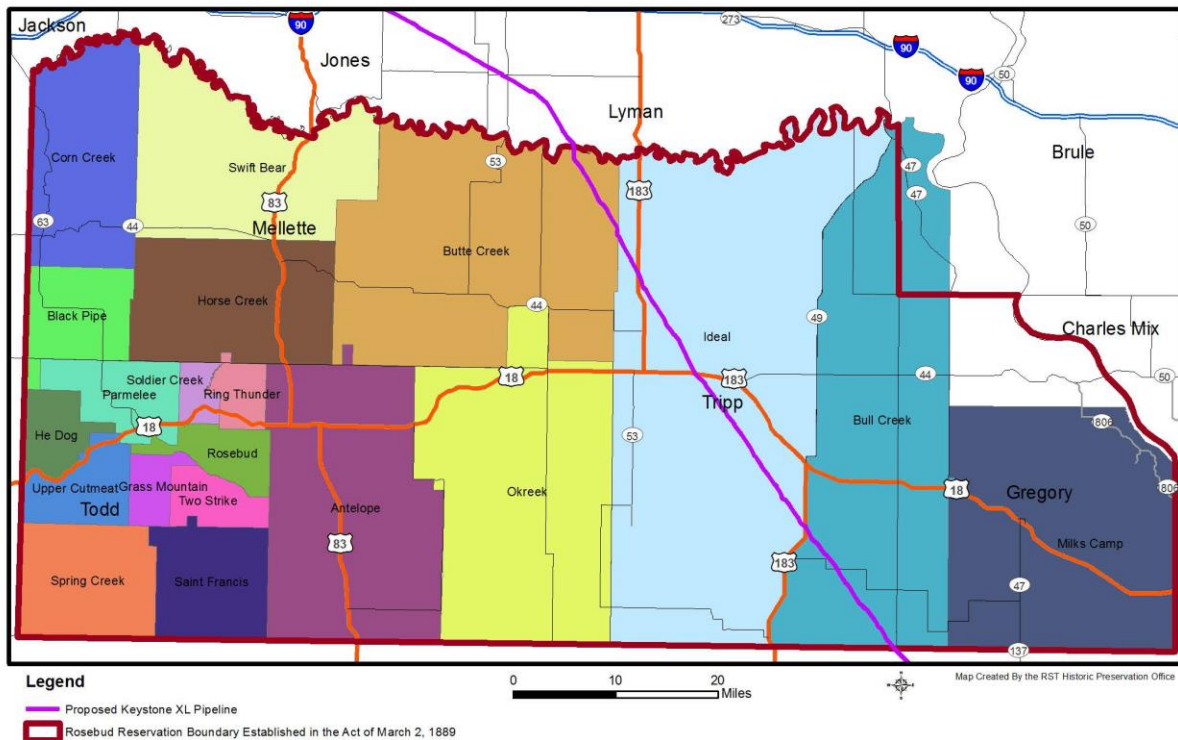 Jackson
90
Jones
273
90
90
50
Lyman
Brule
Corn Creek
Swift Bear
53
47
47
83
183
63
44
Mellette
50
Butte Creek
Black Pipe
Horse Creek
44
49
Ideal
Charles Mix
Soldier Creek
Parmelee
Ring Thunder
18
183
44
50
Tripp
He Dog
18
Rosebud
53
Bull Creek
806
Upper Cutmeat
Grass Mountain
Two Strike
Todd
Antelope
Okreek
18
Gregory
806
83
183
Milks Camp
Spring Creek
Saint Francis
47
137
Legend
Proposed Keystone XL Pipeline
Rosebud Reservation Boundary Established in the Act of March 2, 1889
0 10 20
Miles
Map Created By the RST Historic Preservation Office